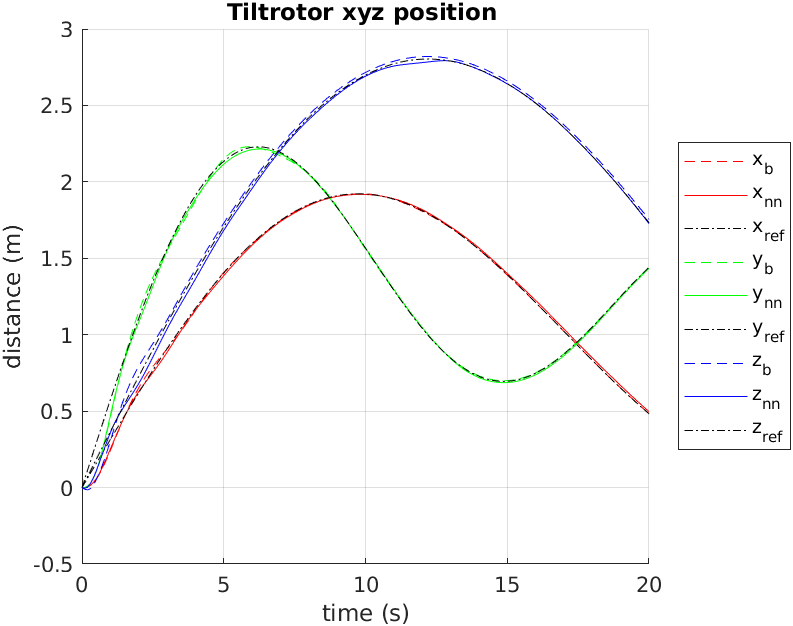 Tiltrotor xyz position
3
2.5
2
1.5
1
0.5
0
-0.5
distance (m)
0 5 10 15 20
time (s)
x_b
x_nn
x_ref
y_b
y_nn
y_ref
z_b
z_nn
z_ref